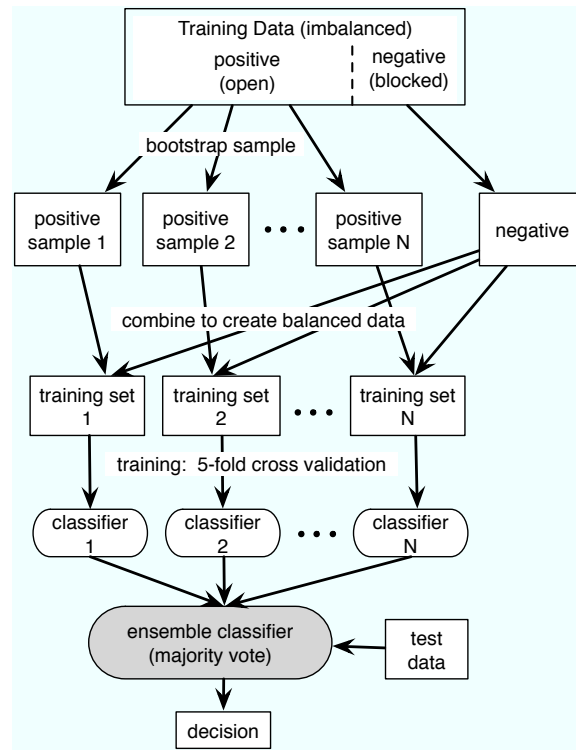 Training Data (imbalanced)
positive
(open)
negative
(blocked)
bootstrap sample
positive
sample 1
positive
sample 2
• • •
positive
sample N
negative
combine to create balanced data
training set
1
training set
2
• • •
training set
N
training: 5-fold cross validation
classifier
1
classifier
2
• • •
classifier
N
ensemble classifier
(majority vote)
test
data
decision